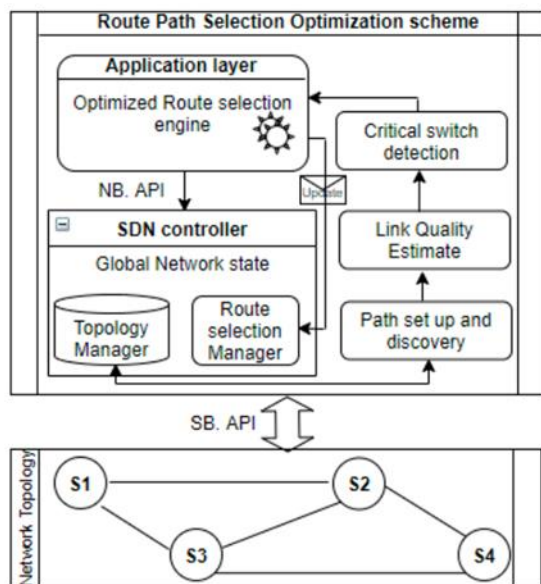 Route Path Selection Optimization scheme
Application layer
Optimized Route selection
engine
Critical switch
detection
NB. API
Update
SDN controller
Global Network state
Link Quality
Estimate
Topology
Manager
Route
selection
Manager
Path set up and
discovery
SB. API
Network Topology
S1
S2
S3
S4